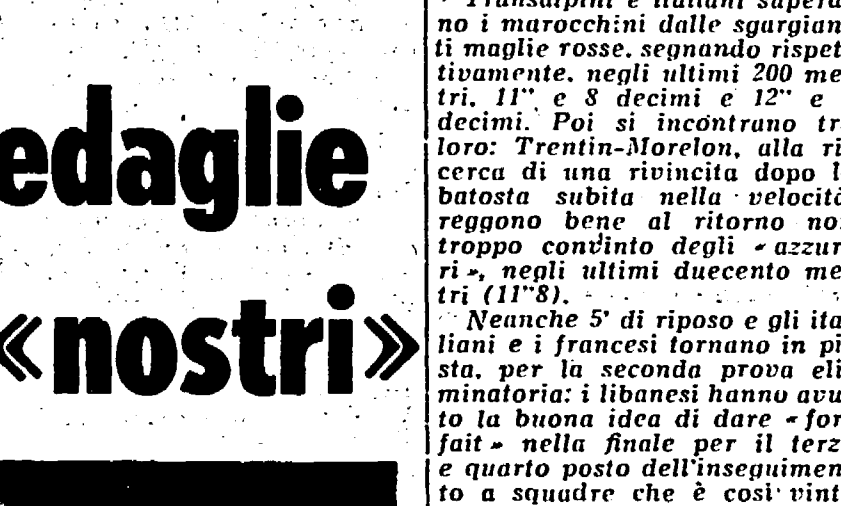 edaglie
«nostri»
Transalpini e italiani supera-
no i marocchini dalle sgargian-
ti maglie rosse, segnando rispet-
tivamente, negli ultimi 200 me-
tri, 11" e 8 decimi e 12" e
decimi. Poi si incontrano tr
loro: Trentin-Morelon, alla ri
cerca di una rivincita dopo l
batosta subita nella velocità
reggono bene al ritorno no
troppo convinto degli « azzur
ri », negli ultimi duecento me
tri (11"8).
Neanche 5' di riposo e gli ita
liani e i francesi tornano in pi
sta, per la seconda prova eli
minatoria: i libanesi hanno avu
to la buona idea di dare « for
fait » nella finale per il terz
e quarto posto dell'inseguimen
to a squadre che è così vint